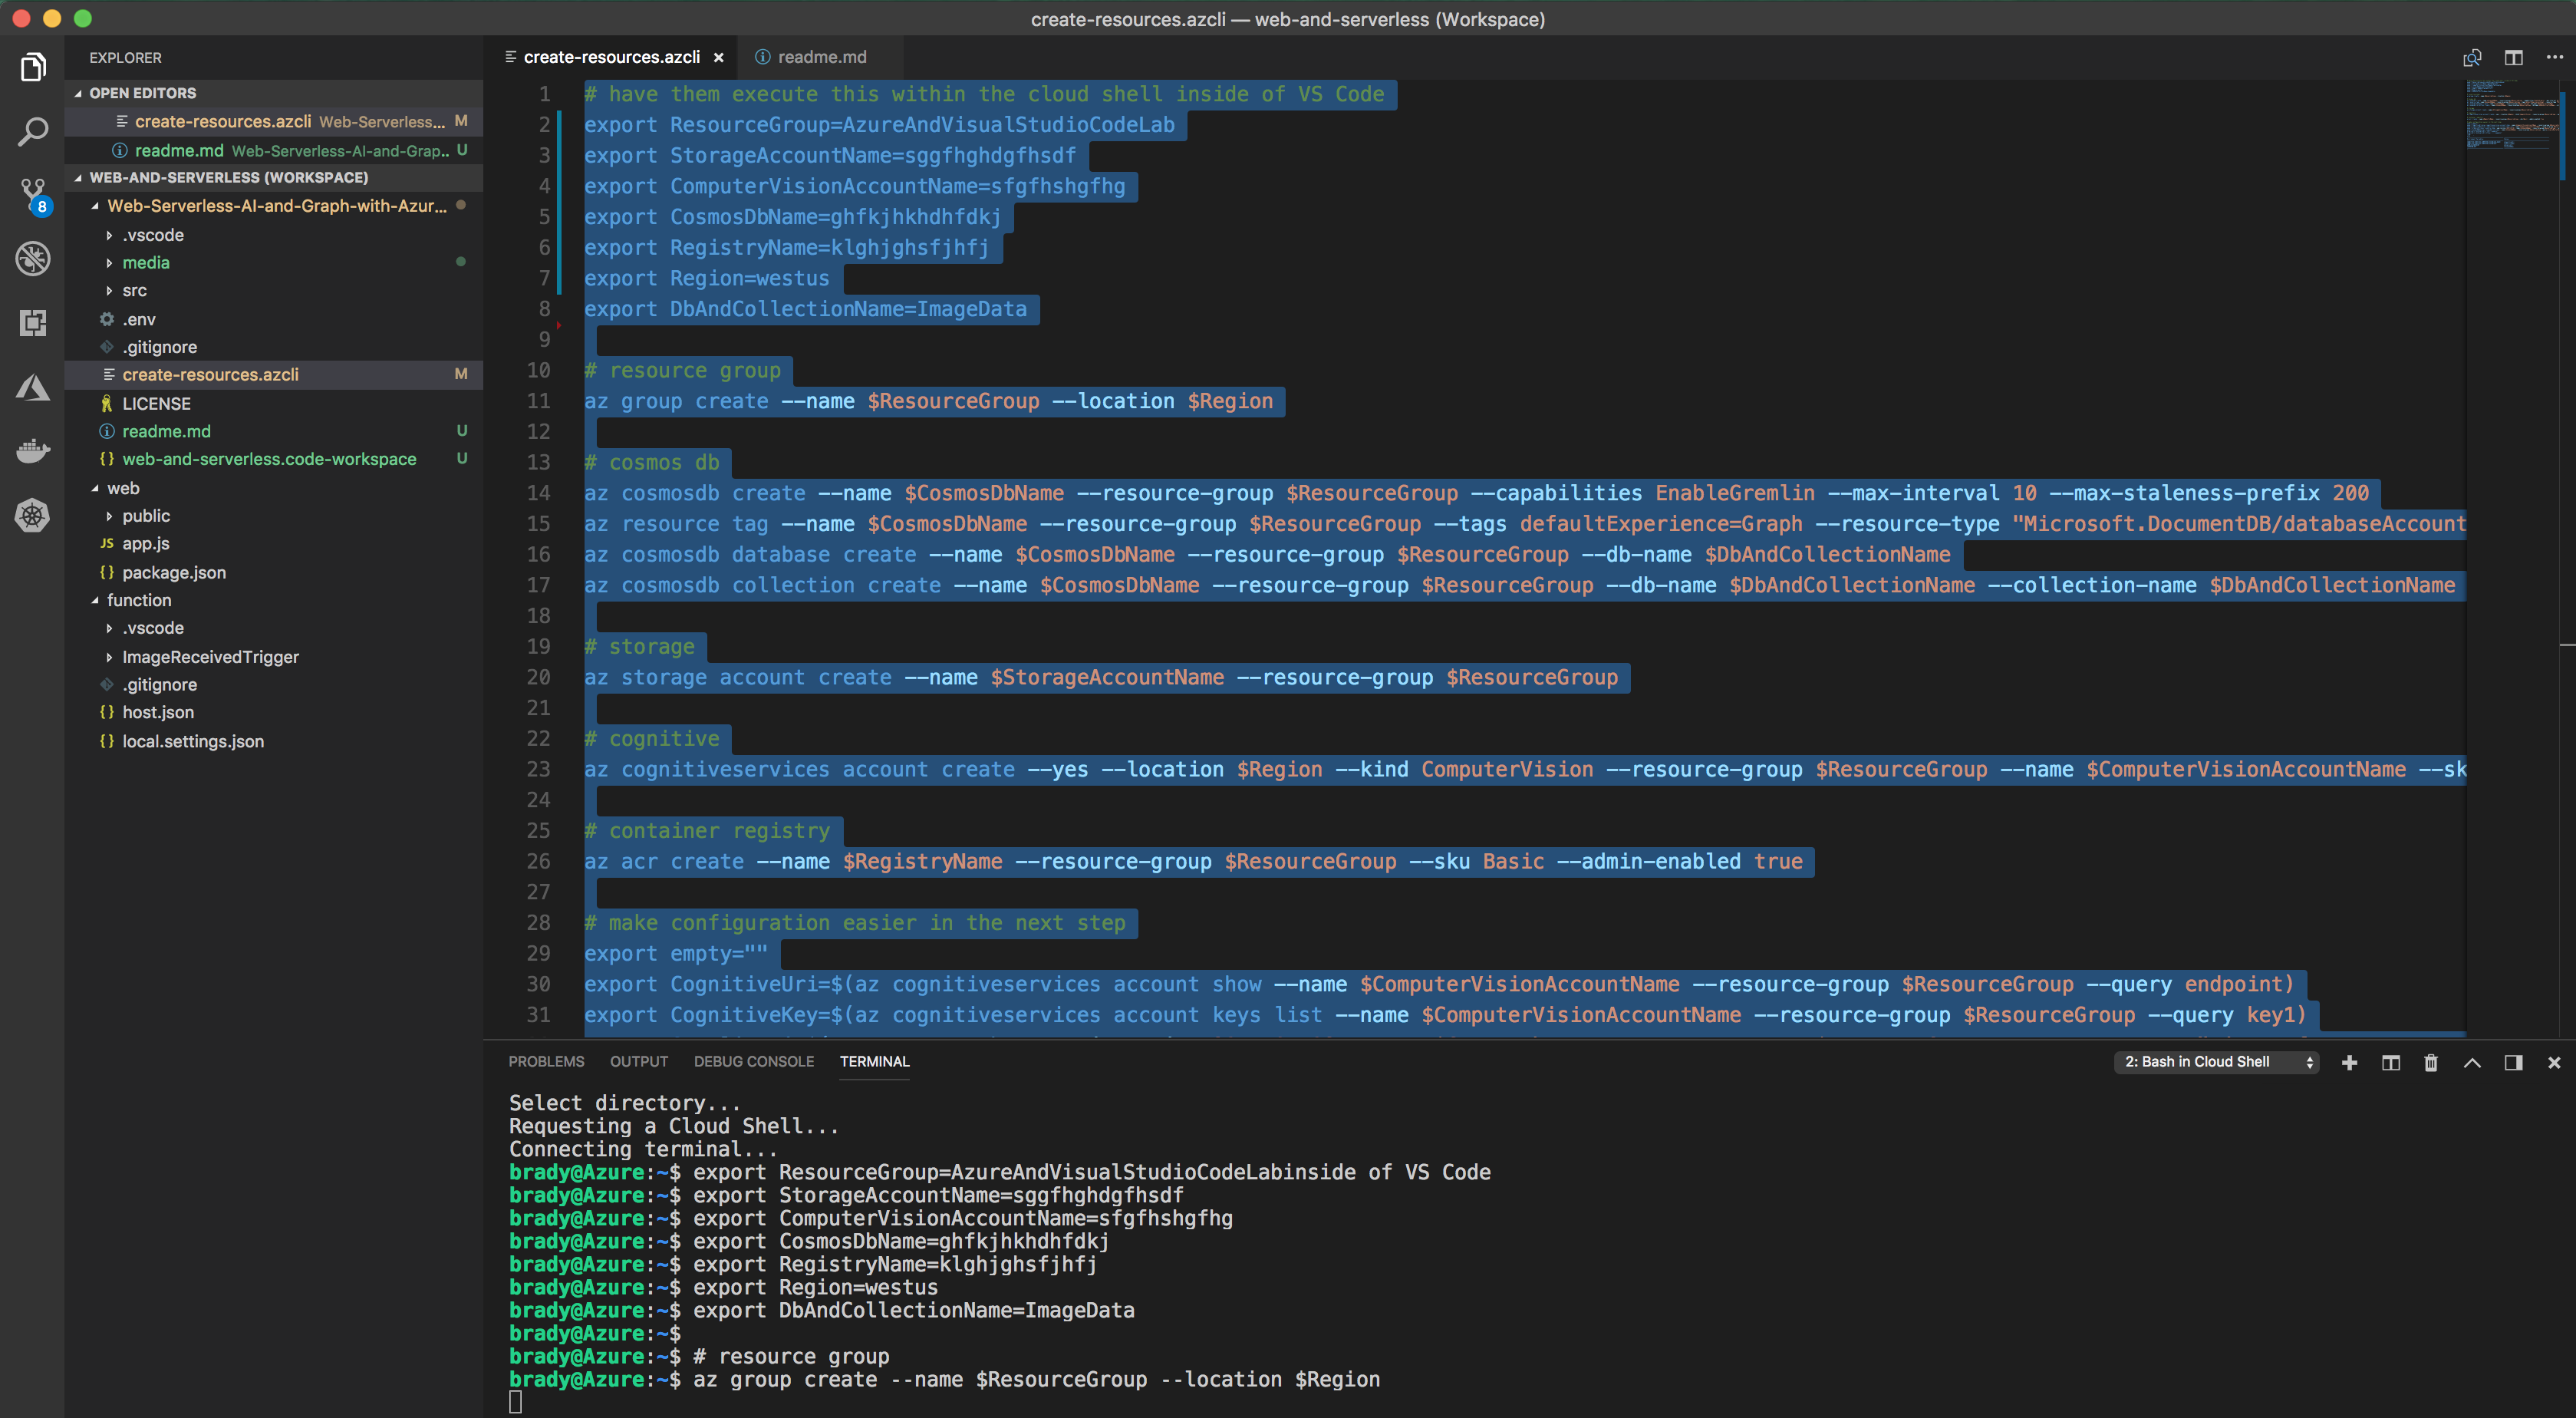 create-resources.azcli — web-and-serverless (Workspace)
EXPLORER
OPEN EDITORS
create-resources.azcli Web-Serverless... M
readme.md Web-Serverless-AI-and-Grap... U
WEB-AND-SERVERLESS (WORKSPACE)
Web-Serverless-AI-and-Graph-with-Azur...
.vscode
media
src
.env
.gitignore
create-resources.azcli M
LICENSE
readme.md U
web-and-serverless.code-workspace U
web
public
JS app.js
{} package.json
function
.vscode
ImageReceivedTrigger
.gitignore
{} host.json
{} local.settings.json
8
create-resources.azcli × readme.md
1 # have them execute this within the cloud shell inside of VS Code
2 export ResourceGroup=AzureAndVisualStudioCodeLab
3 export StorageAccountName=sggfhghdgfhsdf
4 export ComputerVisionAccountName=sfgfhshgfhg
5 export CosmosDbName=ghfkjhkhdhfdkj
6 export RegistryName=klghjghsfjhfj
7 export Region=westus
8 export DbAndCollectionName=ImageData
9
10 # resource group
11 az group create --name $ResourceGroup --location $Region
12
13 # cosmos db
14 az cosmosdb create --name $CosmosDbName --resource-group $ResourceGroup --capabilities EnableGremlin --max-interval 10 --max-staleness-prefix 200
15 az resource tag --name $CosmosDbName --resource-group $ResourceGroup --tags defaultExperience=Graph --resource-type "Microsoft.DocumentDB/databaseAccount
16 az cosmosdb database create --name $CosmosDbName --resource-group $ResourceGroup --db-name $DbAndCollectionName
17 az cosmosdb collection create --name $CosmosDbName --resource-group $ResourceGroup --db-name $DbAndCollectionName --collection-name $DbAndCollectionName
18
19 # storage
20 az storage account create --name $StorageAccountName --resource-group $ResourceGroup
21
22 # cognitive
23 az cognitiveservices account create --yes --location $Region --kind ComputerVision --resource-group $ResourceGroup --name $ComputerVisionAccountName --sk
24
25 # container registry
26 az acr create --name $RegistryName --resource-group $ResourceGroup --sku Basic --admin-enabled true
27
28 # make configuration easier in the next step
29 export empty=""
30 export CognitiveUri=$(az cognitiveservices account show --name $ComputerVisionAccountName --resource-group $ResourceGroup --query endpoint)
31 export CognitiveKey=$(az cognitiveservices account keys list --name $ComputerVisionAccountName --resource-group $ResourceGroup --query key1)
PROBLEMS OUTPUT DEBUG CONSOLE TERMINAL 2: Bash in Cloud Shell
Select directory...
Requesting a Cloud Shell...
Connecting terminal...
brady@Azure:~$ export ResourceGroup=AzureAndVisualStudioCodeLabinside of VS Code
brady@Azure:~$ export StorageAccountName=sggfhghdgfhsdf
brady@Azure:~$ export ComputerVisionAccountName=sfgfhshgfhg
brady@Azure:~$ export CosmosDbName=ghfkjhkhdhfdkj
brady@Azure:~$ export RegistryName=klghjghsfjhfj
brady@Azure:~$ export Region=westus
brady@Azure:~$ export DbAndCollectionName=ImageData
brady@Azure:~$
brady@Azure:~$ # resource group
brady@Azure:~$ az group create --name $ResourceGroup --location $Region